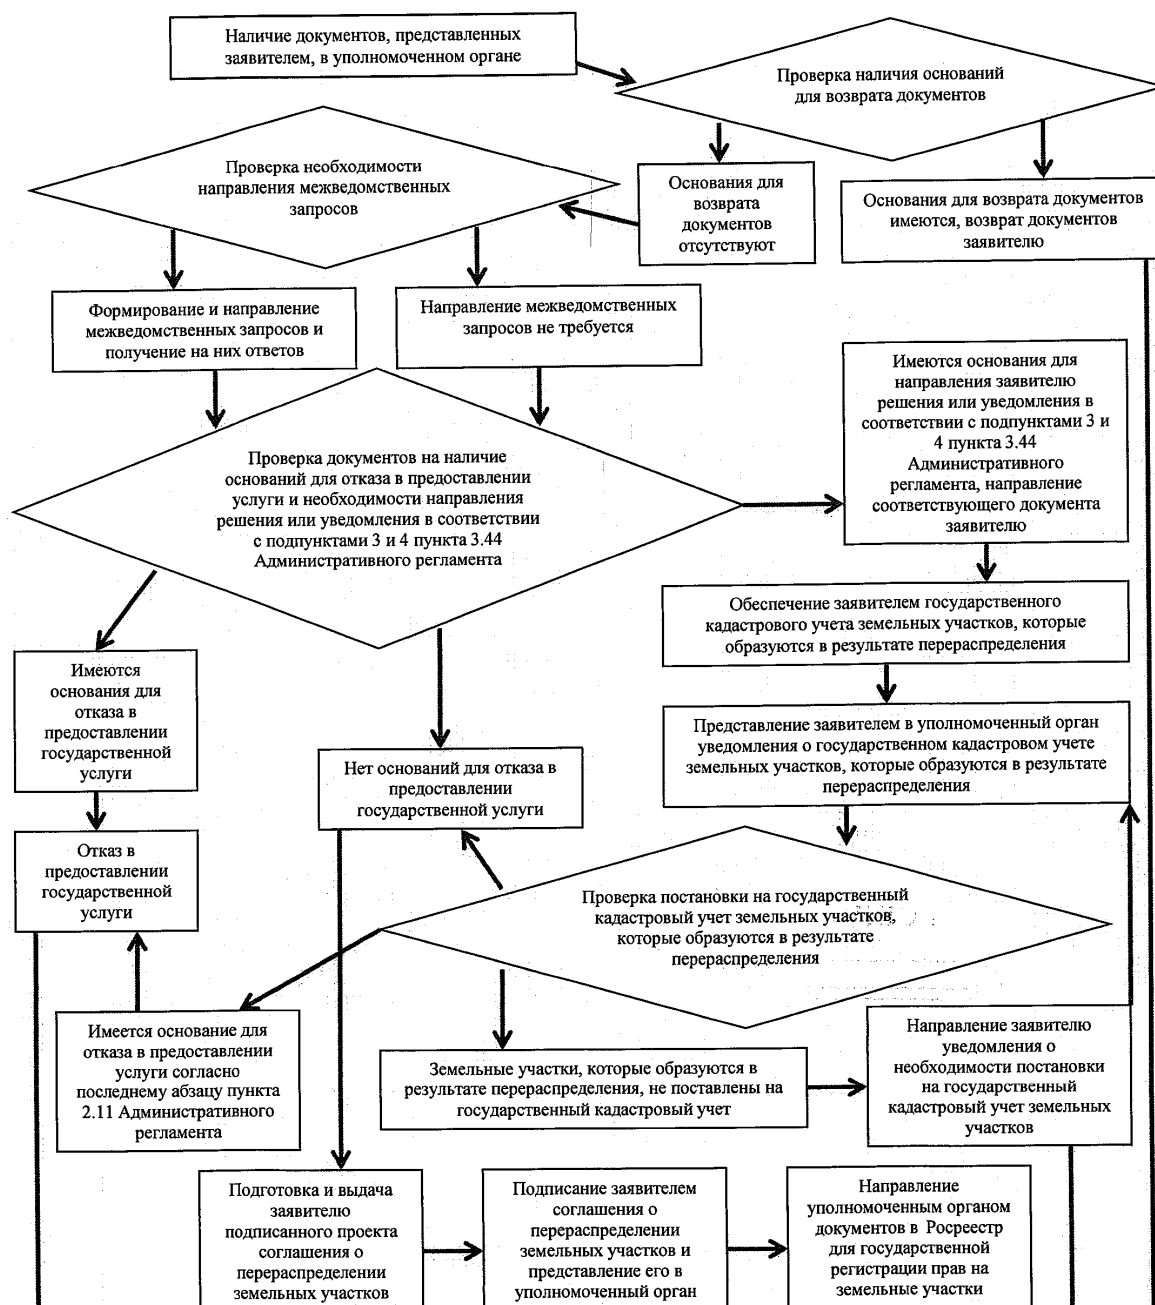 Наличие документов, представленных
заявителем, в уполномоченном органе
Проверка наличия оснований
для возврата документов
Проверка необходимости
направления межведомственных
запросов
Основания для
возврата
документов
отсутствуют
Основания для возврата документов
имеются, возврат документов
заявителю
Формирование и направление
межведомственных запросов и
получение на них ответов
Направление межведомственных
запросов не требуется
Имеются основания для
направления заявителю
решения или уведомления в
соответствии с подпунктами 3 и
4 пункта 3.44
Административного
регламента, направление
соответствующего документа
заявителю
Проверка документов на наличие
оснований для отказа в предоставлении
услуги и необходимости направления
решения или уведомления в соответствии
с подпунктами 3 и 4 пункта 3.44
Административного регламента
Обеспечение заявителем государственного
кадастрового учета земельных участков, которые
образуются в результате перераспределения
Имеются
основания для
отказа в
предоставлении
государственной
услуги
Представление заявителем в уполномоченный орган
уведомления о государственном кадастровом учете
земельных участков, которые образуются в результате
перераспределения
Нет оснований для отказа в
предоставлении
государственной услуги
Отказ в
предоставлении
государственной
услуги
Проверка постановки на государственный
кадастровый учет земельных участков,
которые образуются в результате
перераспределения
Имеется основание для
отказа в предоставлении
услуги согласно
последнему абзацу пункта
2.11 Административного
регламента
Земельные участки, которые образуются в
результате перераспределения, не поставлены на
государственный кадастровый учет
Направление заявителю
уведомления о
необходимости постановки
на государственный
кадастровый учет земельных
участков
Подготовка и выдача
заявителю
подписанного проекта
соглашения о
перераспределении
земельных участков
Подписание заявителем
соглашения о
перераспределении
земельных участков и
представление его в
уполномоченный орган
Направление
уполномоченным органом
документов в Росреестр
для государственной
регистрации прав на
земельные участки